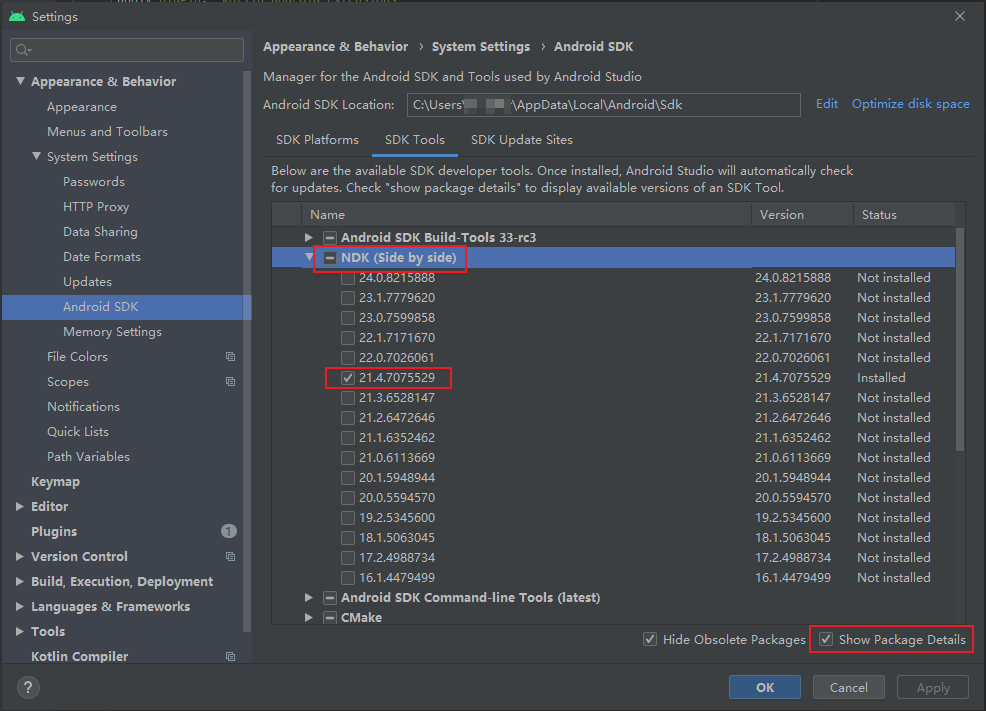 Settings
Appearance & Behavior
Appearance
Menus and Toolbars
System Settings
Passwords
HTTP Proxy
Data Sharing
Date Formats
Updates
Android SDK
Memory Settings
File Colors
Scopes
Notifications
Quick Lists
Path Variables
Keymap
Editor
Plugins 1
Version Control
Build, Execution, Deployment
Languages & Frameworks
Tools
Kotlin Compiler
Appearance & Behavior › System Settings › Android SDK
Manager for the Android SDK and Tools used by Android Studio
Android SDK Location: C:\Users\ \AppData\Local\Android\Sdk Edit Optimize disk space
SDK Platforms SDK Tools SDK Update Sites
Below are the available SDK developer tools. Once installed, Android Studio will automatically check
for updates. Check "show package details" to display available versions of an SDK Tool.
Name Version Status
Android SDK Build-Tools 33-rc3
NDK (Side by side)
24.0.8215888 24.0.8215888 Not installed
23.1.7779620 23.1.7779620 Not installed
23.0.7599858 23.0.7599858 Not installed
22.1.7171670 22.1.7171670 Not installed
22.0.7026061 22.0.7026061 Not installed
21.4.7075529 21.4.7075529 Installed
21.3.6528147 21.3.6528147 Not installed
21.2.6472646 21.2.6472646 Not installed
21.1.6352462 21.1.6352462 Not installed
21.0.6113669 21.0.6113669 Not installed
20.1.5948944 20.1.5948944 Not installed
20.0.5594570 20.0.5594570 Not installed
19.2.5345600 19.2.5345600 Not installed
18.1.5063045 18.1.5063045 Not installed
17.2.4988734 17.2.4988734 Not installed
16.1.4479499 16.1.4479499 Not installed
Android SDK Command-line Tools (latest)
CMake
Hide Obsolete Packages Show Package Details
? OK Cancel Apply